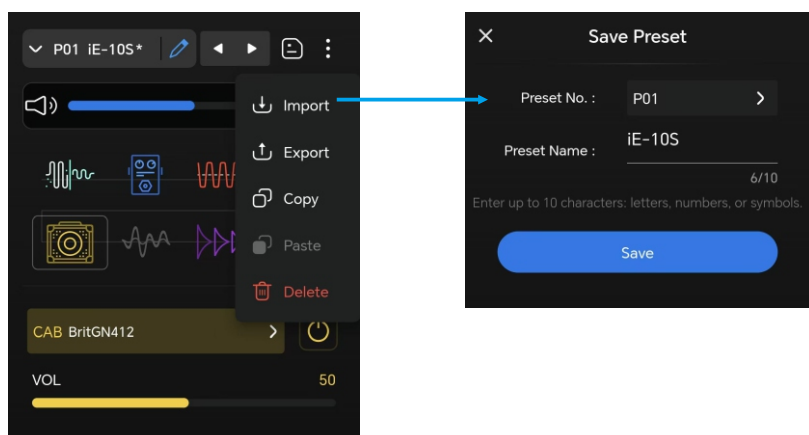 P01 iE-10S*
Import
Export
Copy
Paste
Delete
CAB BritGN412
VOL 50
Save Preset
Preset No. : P01
Preset Name : iE-10S
6/10
Enter up to 10 characters: letters, numbers, or symbols.
Save